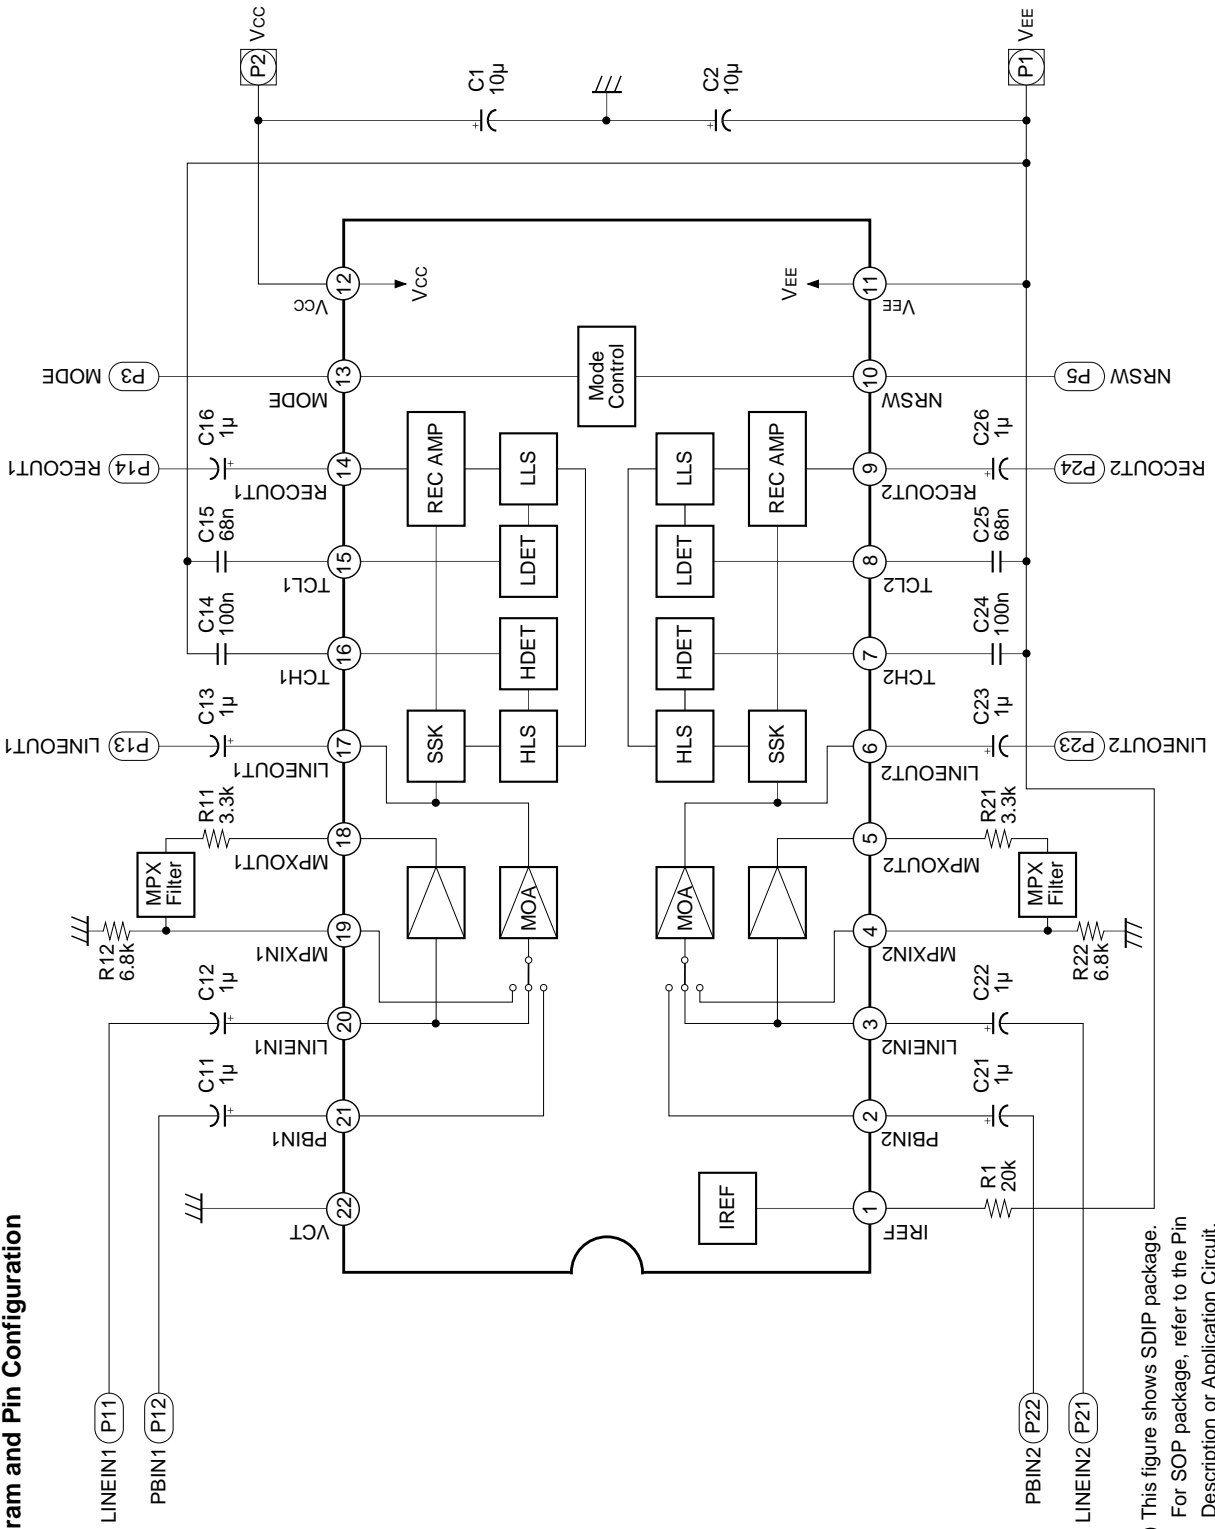 ram and Pin Configuration
LINEIN1 P11
PBIN1 P12
PBIN2 P22
LINEIN2 P21
) This figure shows SDIP package.
For SOP package, refer to the Pin
Description or Application Circuit.
22
VCT
C11
1µ
21
PBIN1
C12
1µ
20
LINEIN1
R12
6.8k
19
MPXIN1
MPX
Filter
R11
3.3k
18
MPXOUT1
LINEOUT1 P13
C13
1µ
17
LINEOUT1
C14
100n
16
TCH1
C15
68n
15
TCL1
RECOUT1 P14
C16
1µ
14
RECOUT1
MODE P3
13
MODE
12
VCC
VCC
P2 VCC
C1
10µ
C2
10µ
P1 VEE
MOA
SSK
HLS
HDET
LDET
LLS
REC AMP
Mode
Control
IREF
MOA
HLS
SSK
HDET
LDET
LLS
REC AMP
VEE
1
IREF
R1
20k
2
PBIN2
C21
1µ
3
LINEIN2
C22
1µ
4
MPXIN2
R22
6.8k
MPX
Filter
5
MPXOUT2
R21
3.3k
6
LINEOUT2
C23
1µ
P23 LINEOUT2
7
TCH2
C24
100n
8
TCL2
C25
68n
9
RECOUT2
C26
1µ
P24 RECOUT2
10
NRSW
P5 NRSW
11
VEE